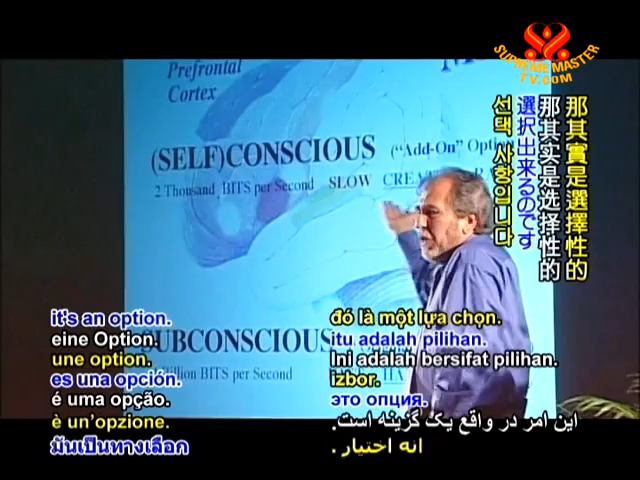 SUPREME MASTER
TV.COM
Prefrontal
Cortex
(SELF)CONSCIOUS ("Add-On" Option
2 Thousand BITS per Second SLOW
SUBCONSCIOUS
BITS per Second
那其實是選擇性的
那其实是选择性的
選択出来るのです
선택 사항입니다
it's an option.
eine Option.
une option.
es una opción.
é uma opção.
è un'opzione.
มันเป็นทางเลือก
đó là một lựa chọn.
itu adalah pilihan.
Ini adalah bersifat pilihan.
izbor.
это опция.
این امر در واقع یک گزینه است.
انه اختيار .